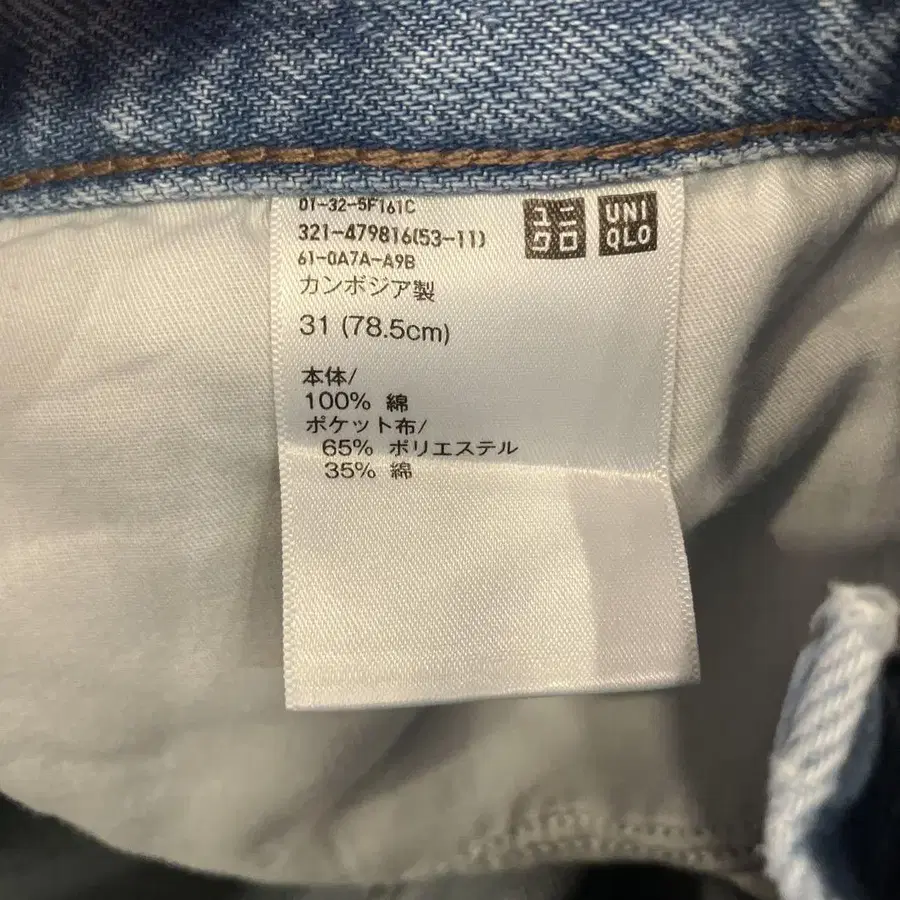 01-32-5F161C
321-479816(53-11)
61-0A7A-A9B
カンボジア製
31 (78.5cm)
本体/
100% 綿
ポケット布/
65% ポリエステル
35% 綿
ユニ
クロ
UNI
QLO